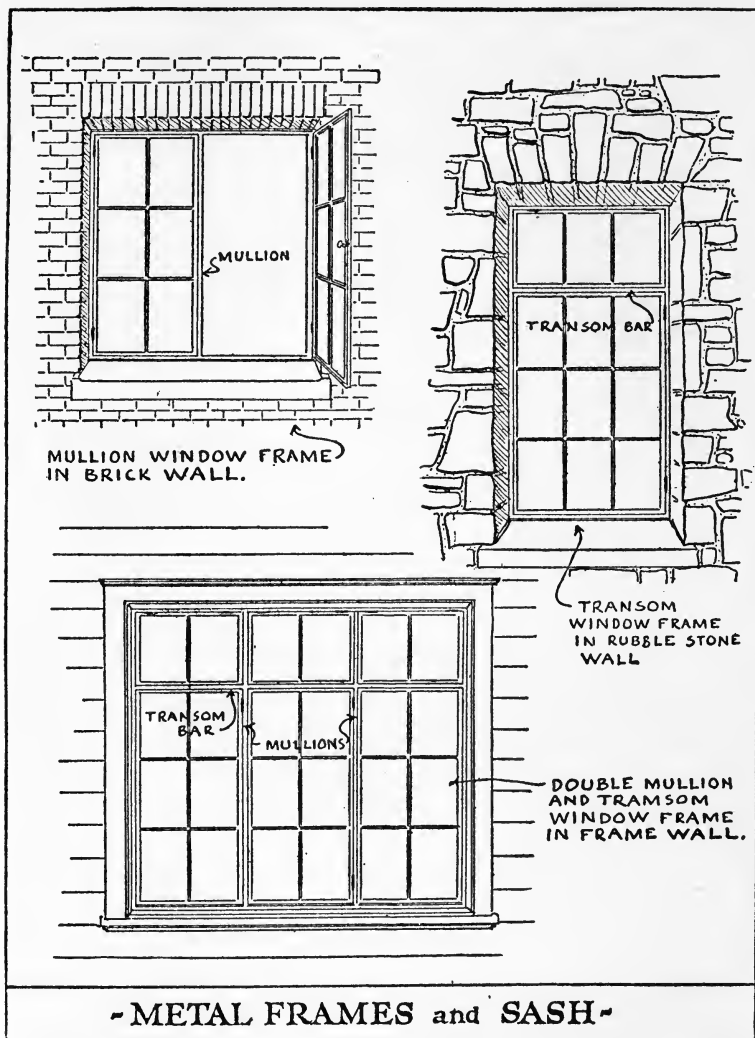 MULLION
MULLION WINDOW FRAME
IN BRICK WALL.
TRANSOM BAR
TRANSOM
WINDOW FRAME
IN RUBBLE STONE
WALL
TRANSOM
BAR
MULLIONS
DOUBLE MULLION
AND TRAMSOM
WINDOW FRAME
IN FRAME WALL.
-METAL FRAMES and SASH-